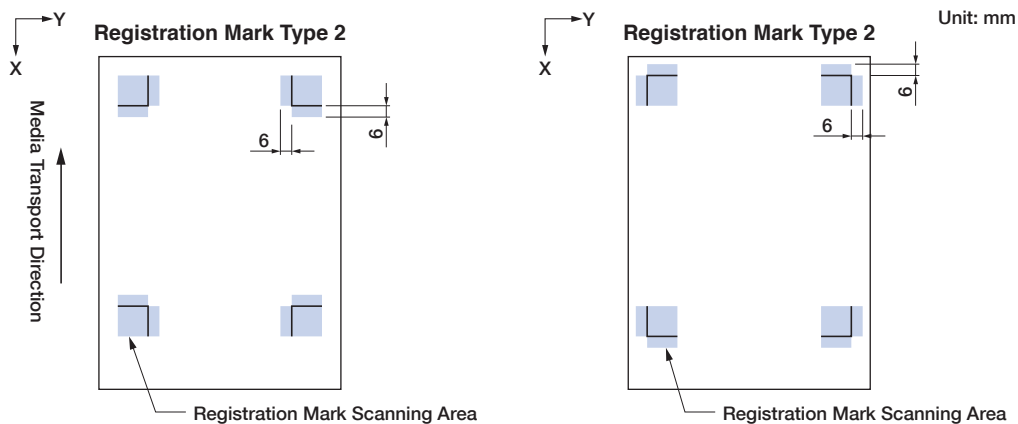 Y
X
Registration Mark Type 2
Media Transport Direction
6
6
Registration Mark Scanning Area
Unit: mm
Y
X
Registration Mark Type 2
6
6
Registration Mark Scanning Area